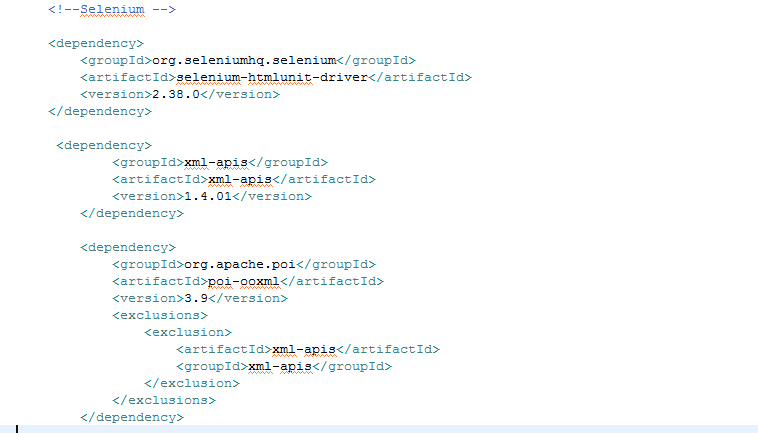 <!--Selenium -->
<dependency>
<groupId>org.seleniumhq.selenium</groupId>
<artifactId>selenium-htmlunit-driver</artifactId>
<version>2.38.0</version>
</dependency>
<dependency>
<groupId>xml-apis</groupId>
<artifactId>xml-apis</artifactId>
<version>1.4.01</version>
</dependency>
<dependency>
<groupId>org.apache.poi</groupId>
<artifactId>poi-ooxml</artifactId>
<version>3.9</version>
<exclusions>
<exclusion>
<artifactId>xml-apis</artifactId>
<groupId>xml-apis</groupId>
</exclusion>
</exclusions>
</dependency>